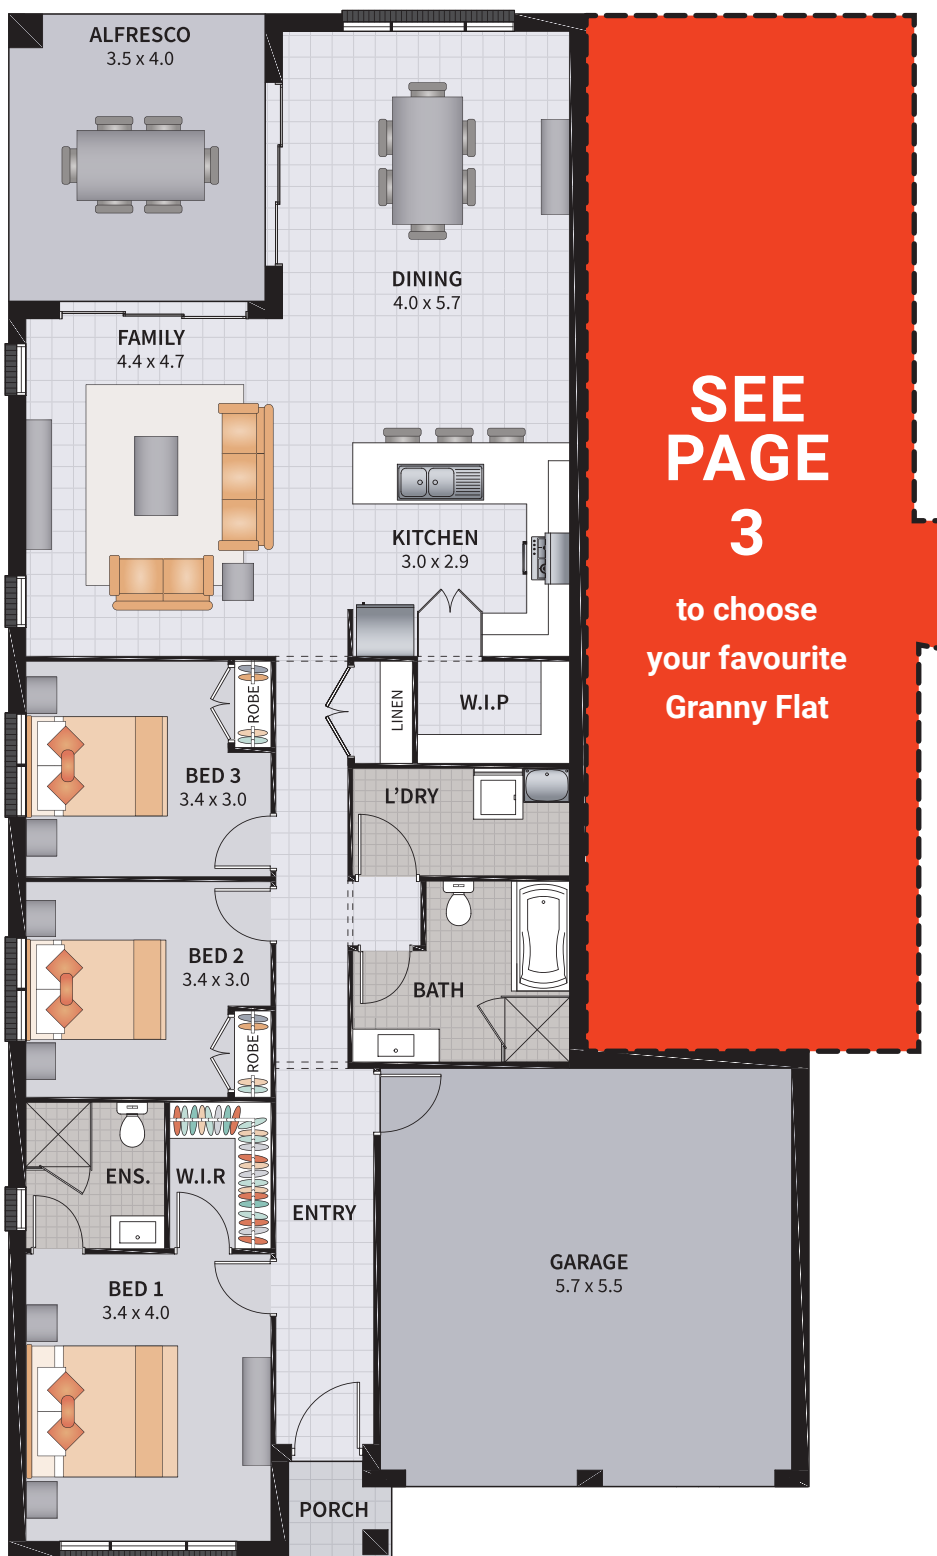 ALFRESCO
3.5 x 4.0
DINING
4.0 x 5.7
FAMILY
4.4 x 4.7
SEE
PAGE
3
to choose
your favourite
Granny Flat
KITCHEN
3.0 x 2.9
ROBE
LINEN
W.I.P
BED 3
3.4 x 3.0
L’DRY
BED 2
3.4 x 3.0
BATH
ROBE
ENS.
W.I.R
ENTRY
GARAGE
5.7 x 5.5
BED 1
3.4 x 4.0
PORCH